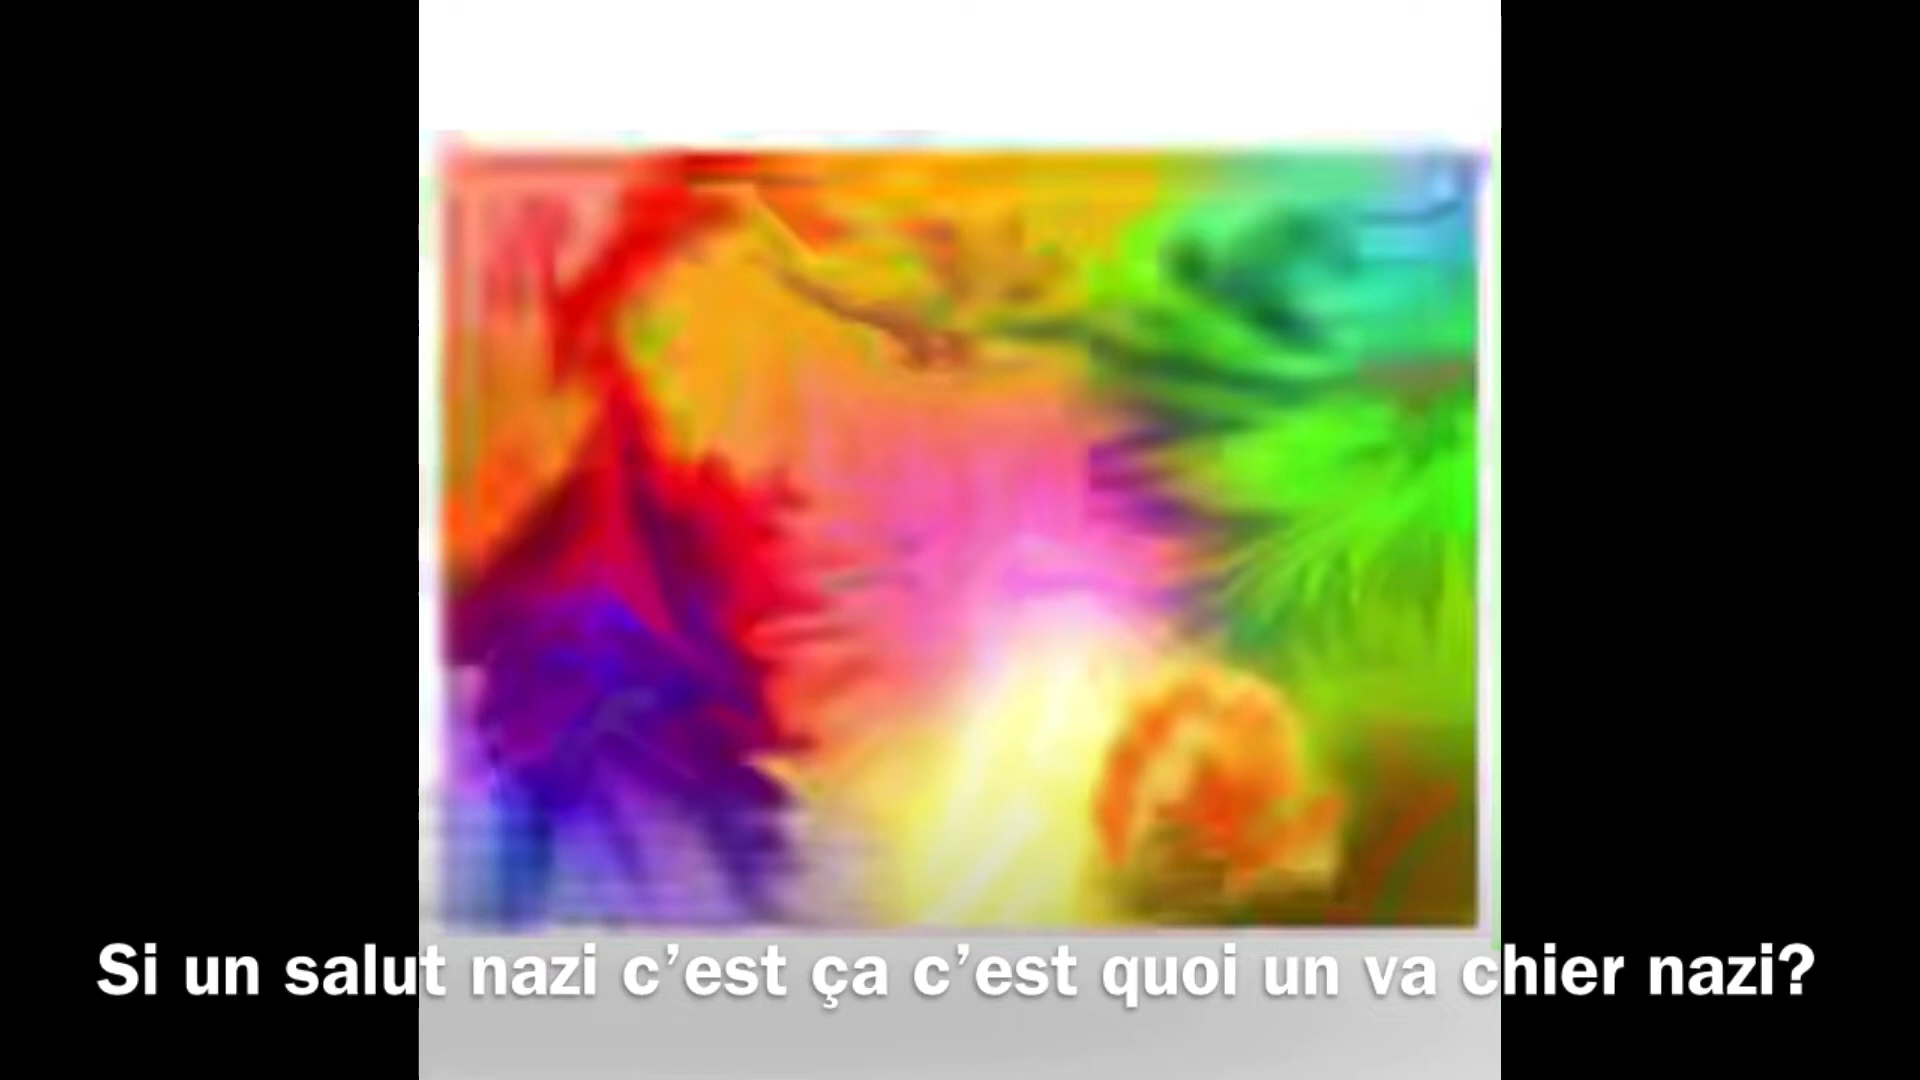 Si un salut nazi c’est ça c’est quoi un va chier nazi?